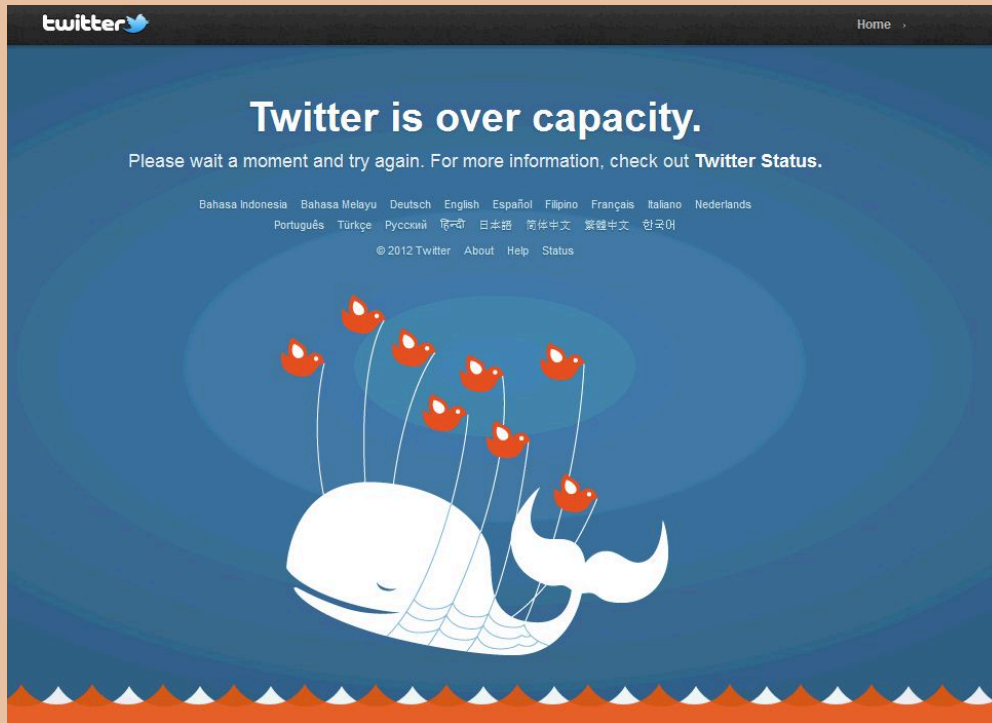 twitter
Home ›
Twitter is over capacity.
Please wait a moment and try again. For more information, check out Twitter Status.
Bahasa Indonesia Bahasa Melayu Deutsch English Español Filipino Français Italiano Nederlands
Português Türkçe Русский हिन्दी 日本語 简体中文 繁體中文 한국어
© 2012 Twitter About Help Status